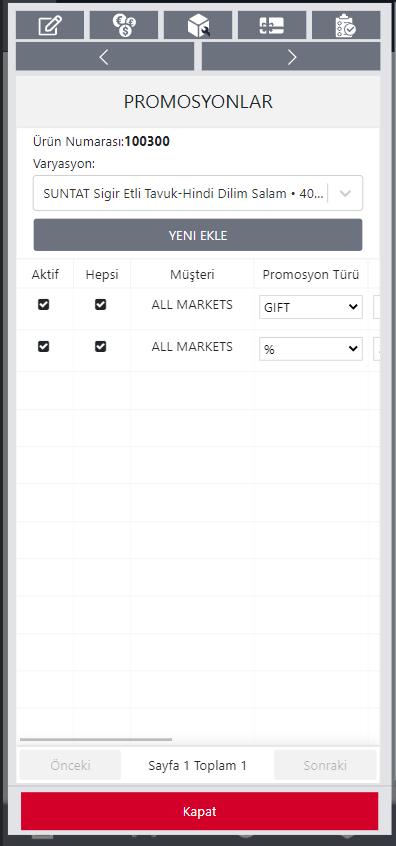 PROMOSYONLAR
Ürün Numarası:100300
Varyasyon:
SUNTAT Sigir Etli Tavuk-Hindi Dilim Salam • 40...
YENI EKLE
Aktif Hepsi Müşteri Promosyon Türü
ALL MARKETS GIFT
ALL MARKETS %
Önceki Sayfa 1 Toplam 1 Sonraki
Kapat